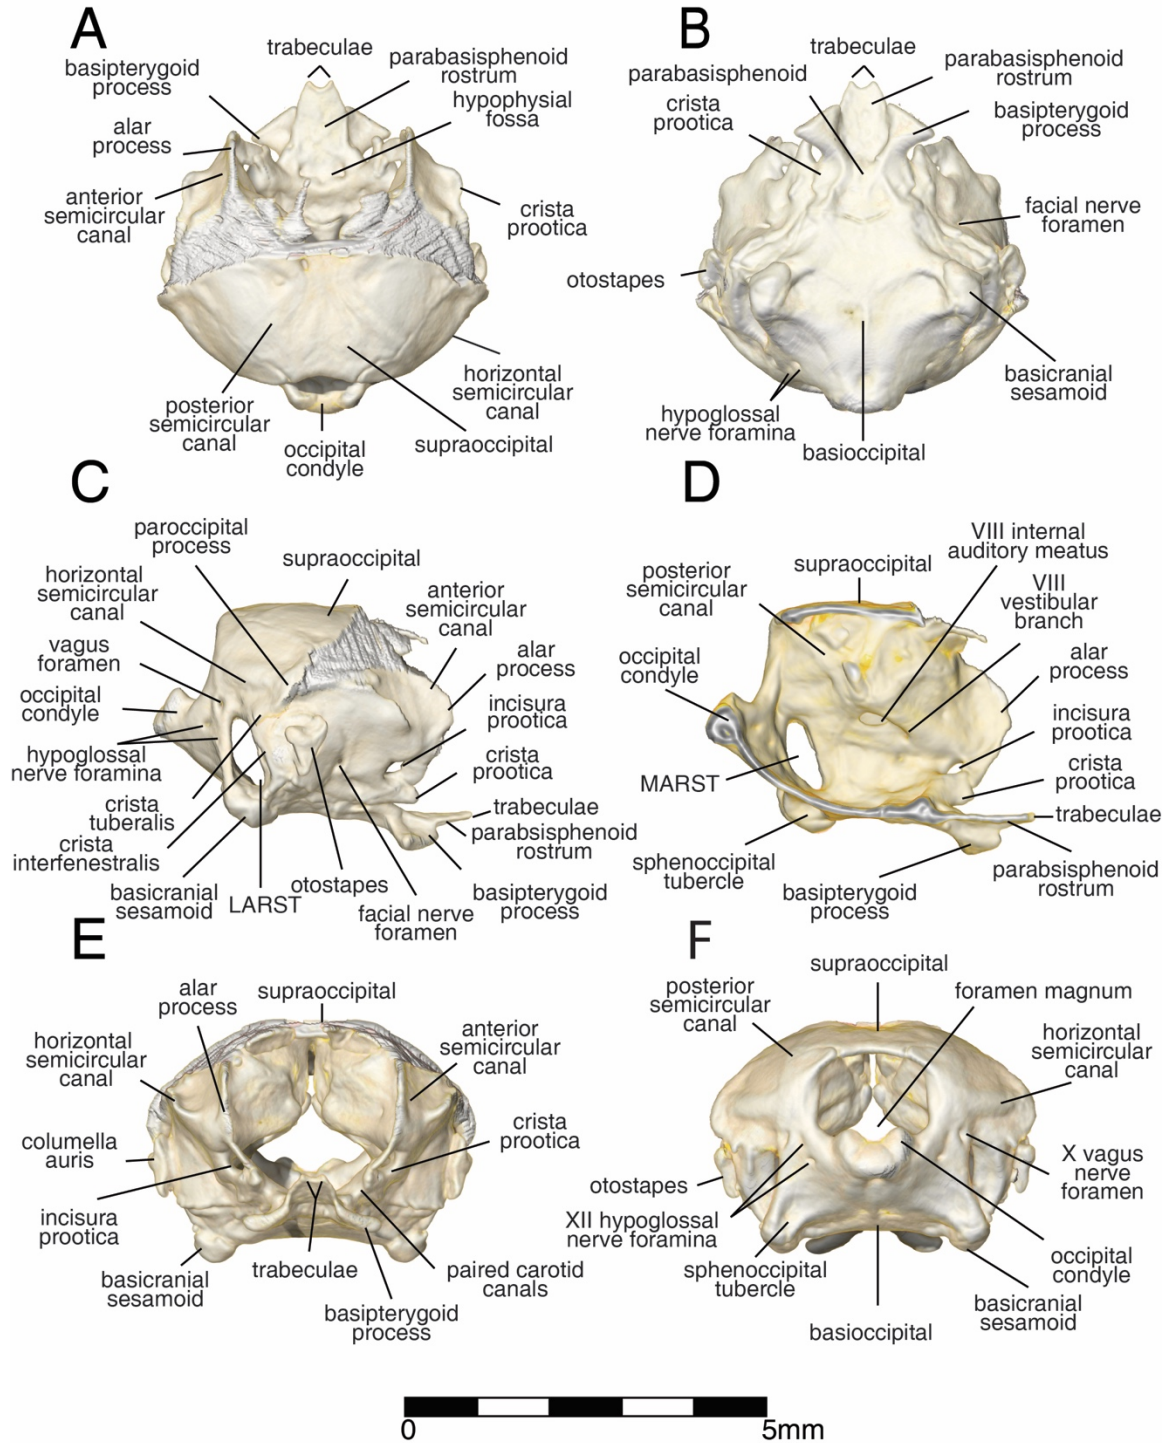 A
trabeculae
basipterygoid
process
parabasisphenoid
rostrum
hypophysial
fossa
alar
process
anterior
semicircular
canal
crista
prootica
horizontal
semicircular
canal
posterior
semicircular
canal
supraoccipital
occipital
condyle
B
trabeculae
parabasisphenoid
parabasisphenoid
rostrum
crista
prootica
basipterygoid
process
facial nerve
foramen
otostapes
basicranial
sesamoid
hypoglossal
nerve foramina
basioccipital
C
paroccipital
process
supraoccipital
horizontal
semicircular
canal
anterior
semicircular
canal
vagus
foramen
alar
process
occipital
condyle
incisura
prootica
hypoglossal
nerve foramina
crista
prootica
crista
tuberalis
trabeculae
parabsisphenoid
rostrum
crista
interfenestralis
basicranial
sesamoid
LARST
otostapes
facial nerve
foramen
basipterygoid
process
D
VIII internal
auditory meatus
supraoccipital
posterior
semicircular
canal
VIII
vestibular
branch
occipital
condyle
alar
process
incisura
prootica
MARST
crista
prootica
trabeculae
sphenoccipital
tubercle
parabsisphenoid
rostrum
basipterygoid
process
E
alar
process
supraoccipital
horizontal
semicircular
canal
anterior
semicircular
canal
crista
prootica
columella
auris
incisura
prootica
basicranial
sesamoid
trabeculae
paired carotid
canals
basipterygoid
process
F
supraoccipital
posterior
semicircular
canal
foramen magnum
horizontal
semicircular
canal
otostapes
X vagus
nerve
foramen
XII hypoglossal
nerve foramina
sphenoccipital
tubercle
occipital
condyle
basicranial
sesamoid
basioccipital
0
5mm